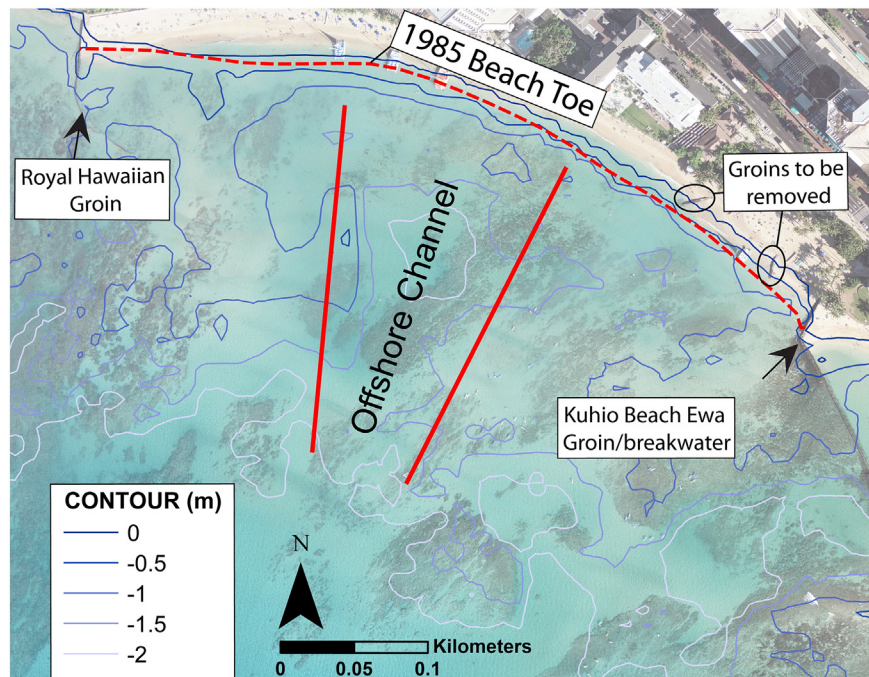 1985 Beach Toe
Royal Hawaiian
Groin
Groins to be
removed
Offshore Channel
Kuhio Beach Ewa
Groin/breakwater
CONTOUR (m)
0
-0.5
-1
-1.5
-2
N
Kilometers
0 0.05 0.1